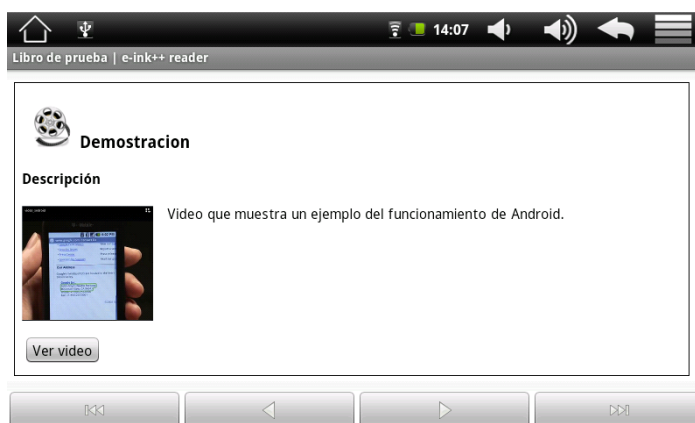 14:07
Libro de prueba | e-ink++ reader
Demostracion
Descripción
Video que muestra un ejemplo del funcionamiento de Android.
Ver video